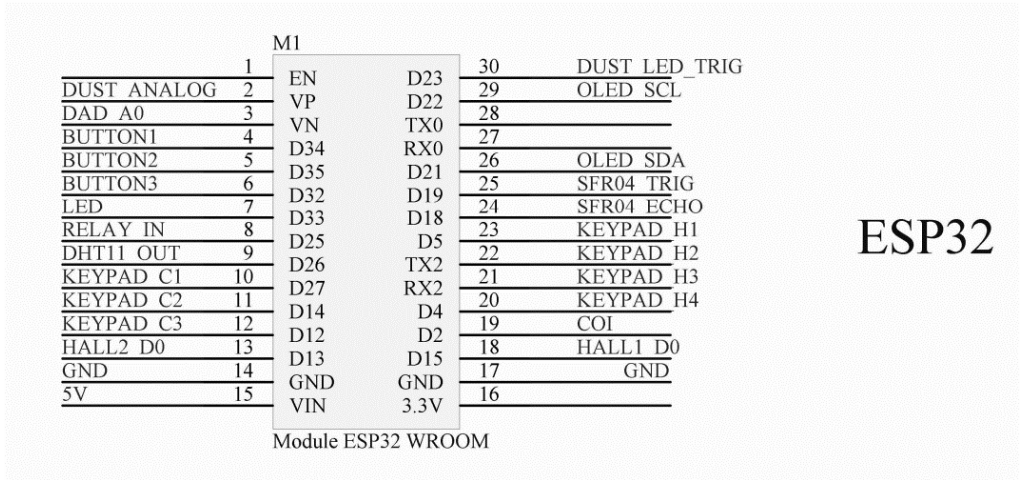 M1
1 EN D23 30 DUST_LED_TRIG
DUST_ANALOG 2 VP D22 29 OLED_SCL
DAD_A0 3 VN TX0 28
BUTTON1 4 D34 RX0 27
BUTTON2 5 D35 D21 26 OLED_SDA
BUTTON3 6 D32 D19 25 SFR04_TRIG
LED 7 D33 D18 24 SFR04_ECHO
RELAY_IN 8 D25 D5 23 KEYPAD_H1
DHT11_OUT 9 D26 TX2 22 KEYPAD_H2
KEYPAD_C1 10 D27 RX2 21 KEYPAD_H3
KEYPAD_C2 11 D14 D4 20 KEYPAD_H4
KEYPAD_C3 12 D12 D2 19 COI
HALL2_D0 13 D13 D15 18 HALL1_D0
GND 14 GND GND 17 GND
5V 15 VIN 3.3V 16
Module ESP32 WROOM
ESP32